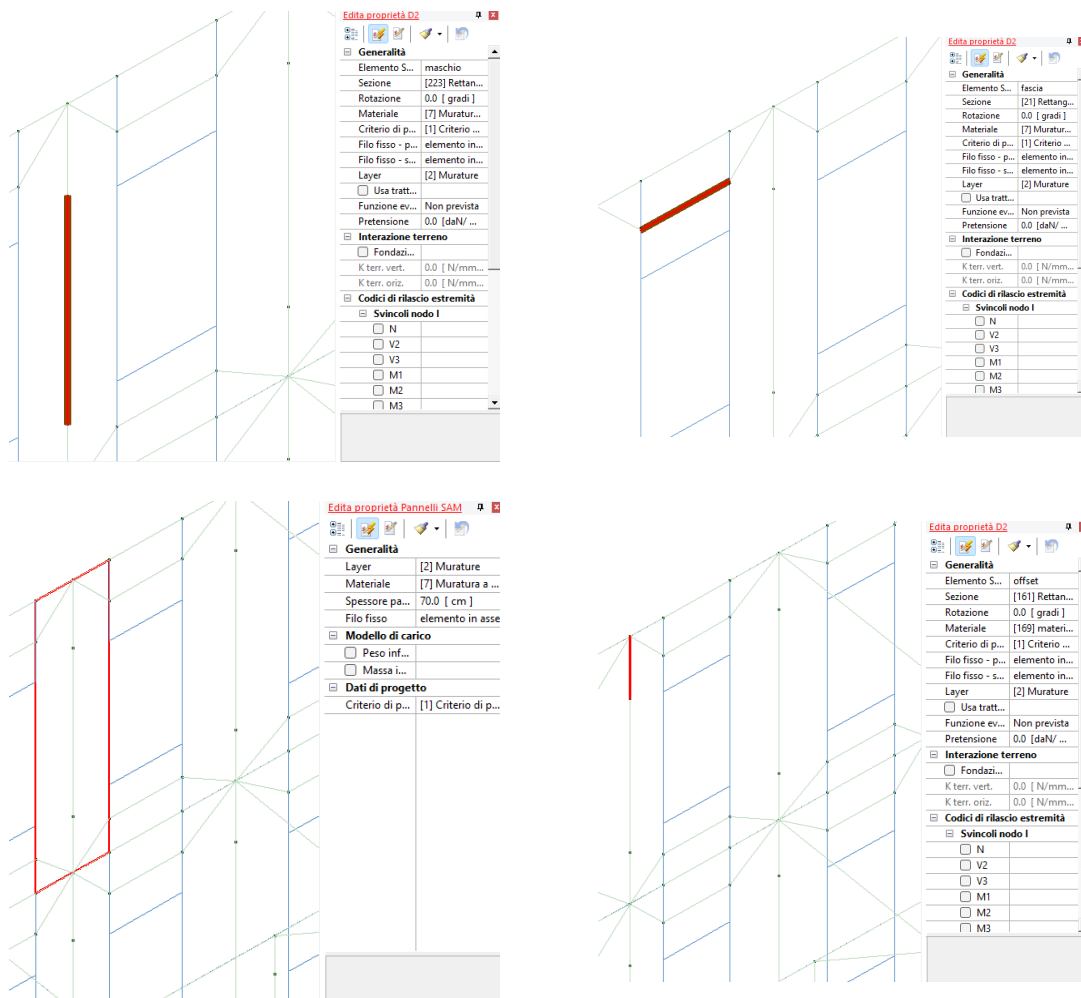 Edita proprietà D2
Generalità
Elemento S... maschio
Sezione [223] Rettan...
Rotazione 0.0 [ gradi ]
Materiale [7] Muratur...
Criterio di p... [1] Criterio ...
Filo fisso - p... elemento in...
Filo fisso - s... elemento in...
Layer [2] Murature
Usa tratt...
Funzione ev... Non prevista
Pretensione 0.0 [daN/ ...
Interazione terreno
Fondazi...
K terr. vert. 0.0 [ N/mm...
K terr. oriz. 0.0 [ N/mm...
Codici di rilascio estremità
Svincoli nodo I
N
V2
V3
M1
M2
M3
Edita proprietà D2
Generalità
Elemento S... fascia
Sezione [21] Rettang...
Rotazione 0.0 [ gradi ]
Materiale [7] Muratur...
Criterio di p... [1] Criterio ...
Filo fisso - p... elemento in...
Filo fisso - s... elemento in...
Layer [2] Murature
Usa tratt...
Funzione ev... Non prevista
Pretensione 0.0 [daN/ ...
Interazione terreno
Fondazi...
K terr. vert. 0.0 [ N/mm...
K terr. oriz. 0.0 [ N/mm...
Codici di rilascio estremità
Svincoli nodo I
N
V2
V3
M1
M2
M3
Edita proprietà Pannelli SAM
Generalità
Layer [2] Murature
Materiale [7] Muratura a ...
Spessore pa... 70.0 [ cm ]
Filo fisso elemento in asse
Modello di carico
Peso inf...
Massa i...
Dati di progetto
Criterio di p... [1] Criterio di p...
Edita proprietà D2
Generalità
Elemento S... offset
Sezione [161] Rettan...
Rotazione 0.0 [ gradi ]
Materiale [169] materi...
Criterio di p... [1] Criterio ...
Filo fisso - p... elemento in...
Filo fisso - s... elemento in...
Layer [2] Murature
Usa tratt...
Funzione ev... Non prevista
Pretensione 0.0 [daN/ ...
Interazione terreno
Fondazi...
K terr. vert. 0.0 [ N/mm...
K terr. oriz. 0.0 [ N/mm...
Codici di rilascio estremità
Svincoli nodo I
N
V2
V3
M1
M2
M3